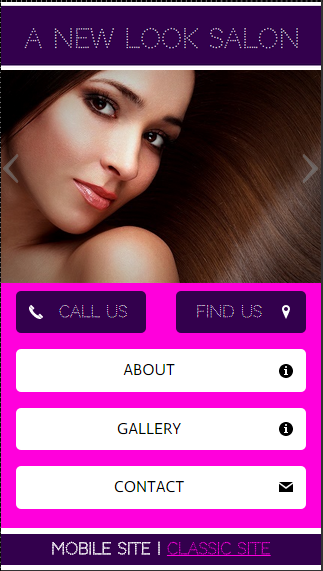 A NEW LOOK SALON
CALL US
FIND US
ABOUT
GALLERY
CONTACT
MOBILE SITE | CLASSIC SITE